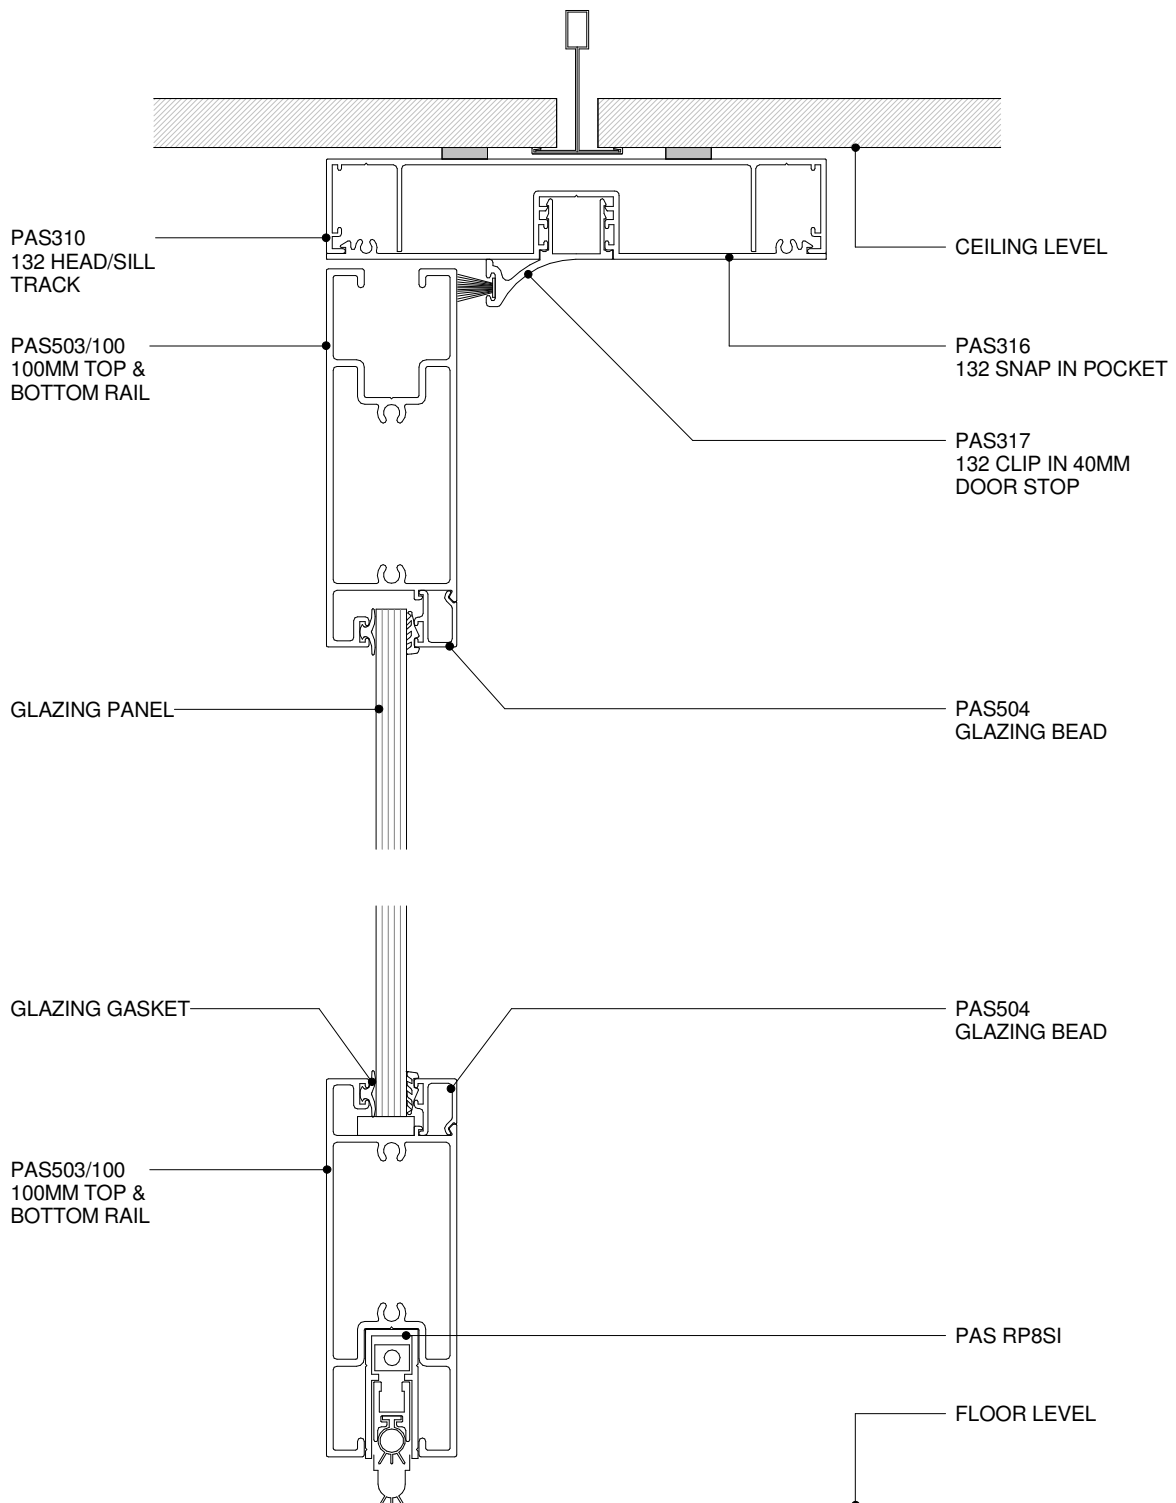 PAS310
132 HEAD/SILL
TRACK
CEILING LEVEL
PAS503/100
100MM TOP &
BOTTOM RAIL
PAS316
132 SNAP IN POCKET
PAS317
132 CLIP IN 40MM
DOOR STOP
GLAZING PANEL
PAS504
GLAZING BEAD
GLAZING GASKET
PAS504
GLAZING BEAD
PAS503/100
100MM TOP &
BOTTOM RAIL
PAS RP8SI
FLOOR LEVEL